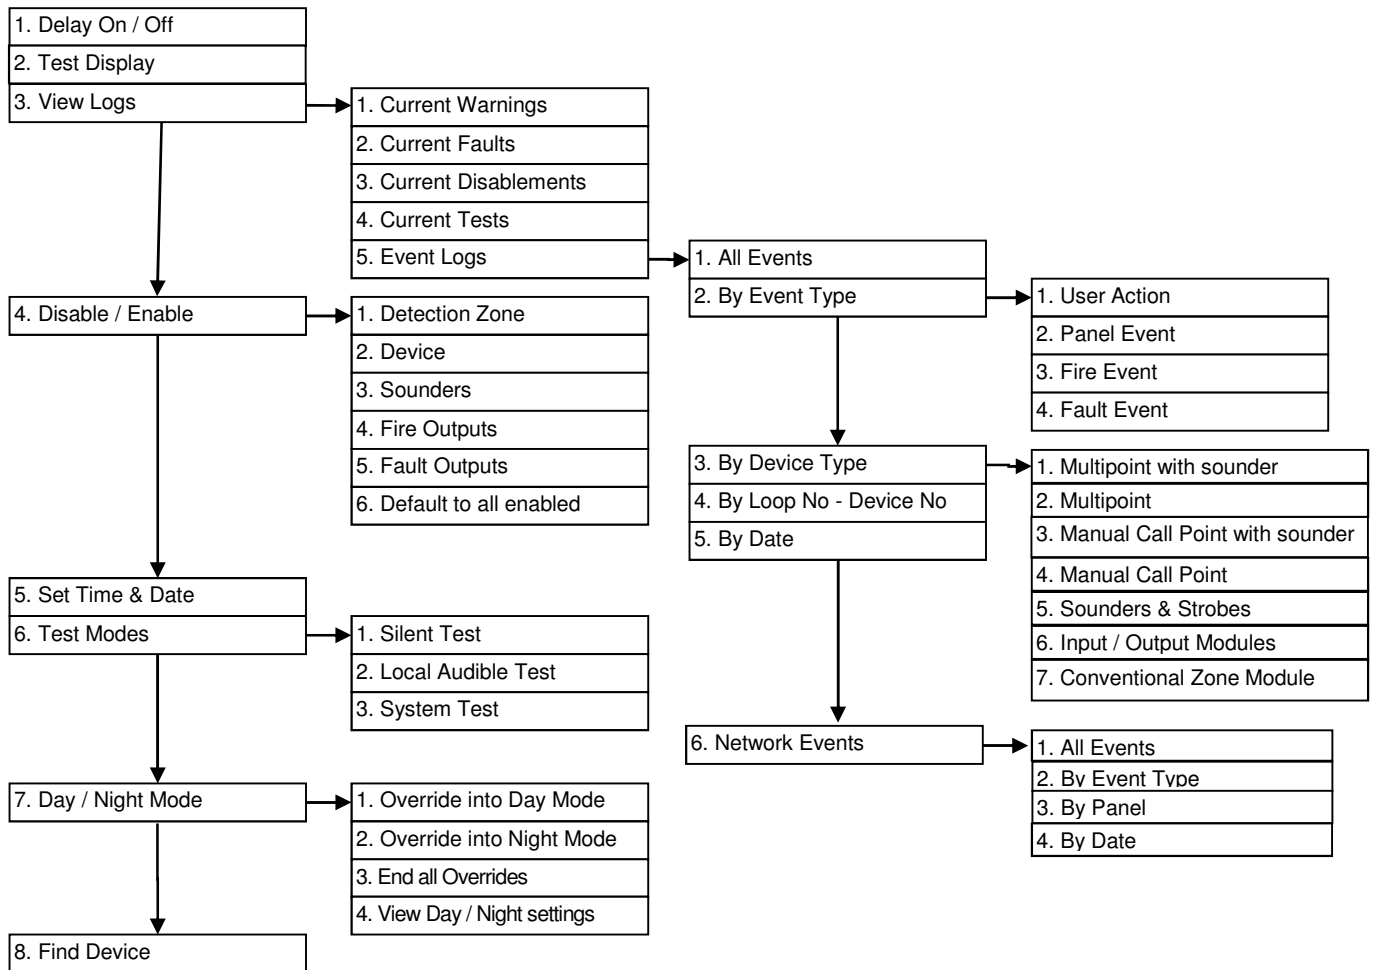 1. Delay On / Off
2. Test Display
3. View Logs
1. Current Warnings
2. Current Faults
3. Current Disablements
4. Current Tests
5. Event Logs
1. All Events
2. By Event Type
1. User Action
2. Panel Event
3. Fire Event
4. Fault Event
3. By Device Type
4. By Loop No - Device No
5. By Date
1. Multipoint with sounder
2. Multipoint
3. Manual Call Point with sounder
4. Manual Call Point
5. Sounders & Strobes
6. Input / Output Modules
7. Conventional Zone Module
6. Network Events
1. All Events
2. By Event Type
3. By Panel
4. By Date
4. Disable / Enable
1. Detection Zone
2. Device
3. Sounders
4. Fire Outputs
5. Fault Outputs
6. Default to all enabled
5. Set Time & Date
6. Test Modes
1. Silent Test
2. Local Audible Test
3. System Test
7. Day / Night Mode
1. Override into Day Mode
2. Override into Night Mode
3. End all Overrides
4. View Day / Night settings
8. Find Device